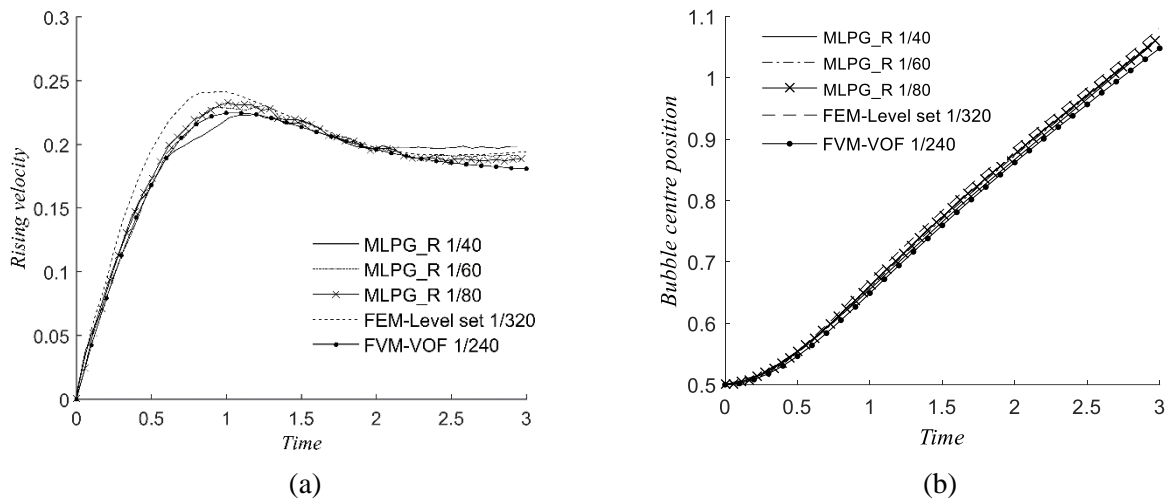 0.3
0.25
0.2
0.15
0.1
0.05
0
Rising velocity
MLPG_R 1/40
MLPG_R 1/60
MLPG_R 1/80
FEM-Level set 1/320
FVM-VOF 1/240
0 0.5 1 1.5 2 2.5 3
Time
(a)
1.1
1
0.9
0.8
0.7
0.6
0.5
Bubble centre position
MLPG_R 1/40
MLPG_R 1/60
MLPG_R 1/80
FEM-Level set 1/320
FVM-VOF 1/240
0 0.5 1 1.5 2 2.5 3
Time
(b)